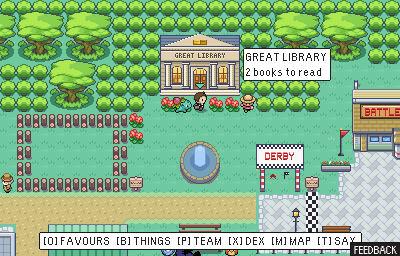 GREAT LIBRARY
GREAT LIBRARY
2 books to read
BATTLE
DERBY
[O]FAVOURS [B]THINGS [P]TEAM [X]DEX [M]MAP [T]SAY
FEEDBACK